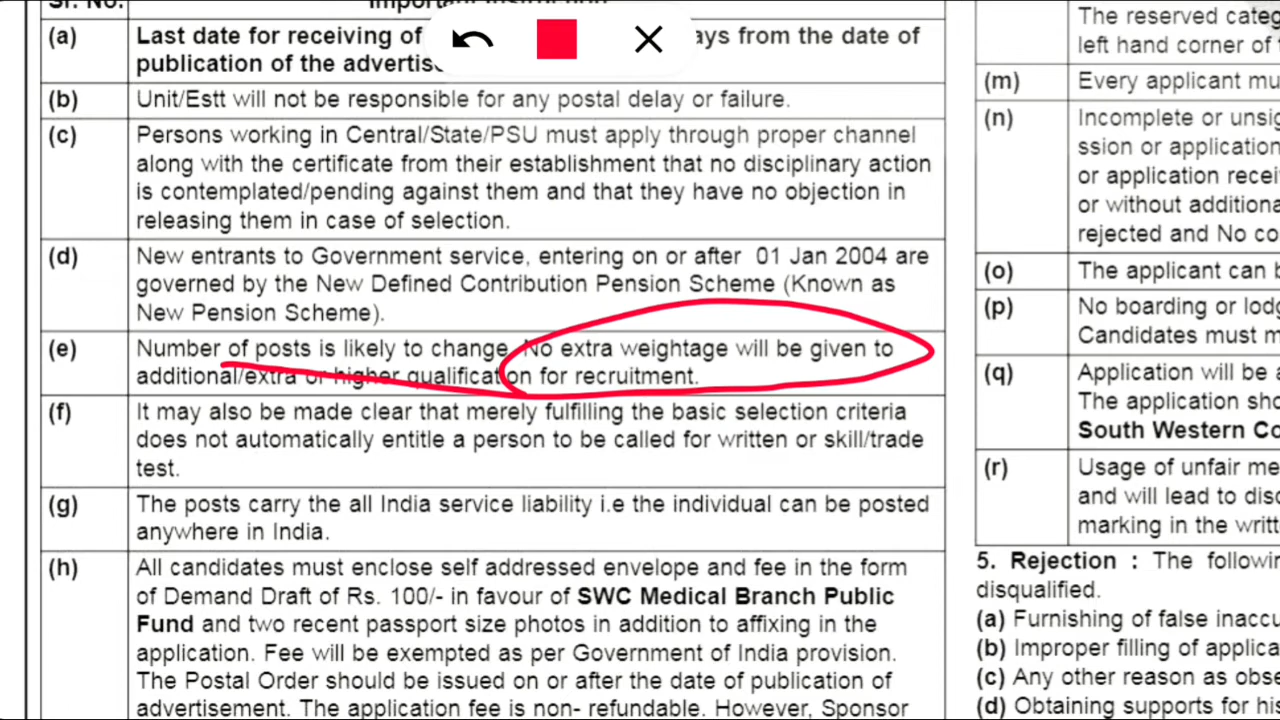 Sr. No.
Important Instruction
(a)
Last date for receiving of
ays from the date of
publication of the advertis
(b)
Unit/Estt will not be responsible for any postal delay or failure.
(c)
Persons working in Central/State/PSU must apply through proper channel
along with the certificate from their establishment that no disciplinary action
is contemplated/pending against them and that they have no objection in
releasing them in case of selection.
(d)
New entrants to Government service, entering on or after 01 Jan 2004 are
governed by the New Defined Contribution Pension Scheme (Known as
New Pension Scheme).
(e)
Number of posts is likely to change No extra weightage will be given to
additional/extra or higher qualification for recruitment.
(f)
It may also be made clear that merely fulfilling the basic selection criteria
does not automatically entitle a person to be called for written or skill/trade
test.
(g)
The posts carry the all India service liability i.e the individual can be posted
anywhere in India.
(h)
All candidates must enclose self addressed envelope and fee in the form
of Demand Draft of Rs. 100/- in favour of SWC Medical Branch Public
Fund and two recent passport size photos in addition to affixing in the
application. Fee will be exempted as per Government of India provision.
The Postal Order should be issued on or after the date of publication of
advertisement. The application fee is non- refundable. However, Sponsor
The reserved categ
left hand corner of
(m)
Every applicant mu
(n)
Incomplete or unsig
ssion or application
or application recei
or without additiona
rejected and No co
(o)
The applicant can b
(p)
No boarding or lodg
Candidates must m
(q)
Application will be a
The application sho
South Western Co
(r)
Usage of unfair me
and will lead to disq
marking in the writt
5. Rejection : The followin
disqualified.
(a) Furnishing of false inaccu
(b) Improper filling of applica
(c) Any other reason as obse
(d) Obtaining supports for his